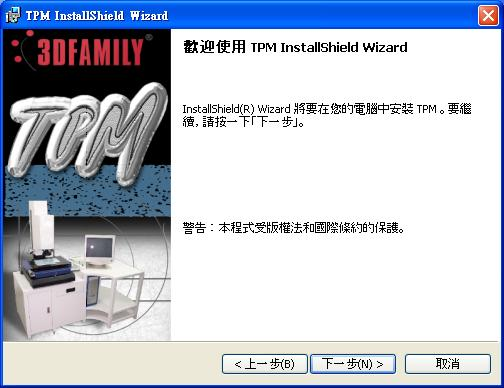 TPM InstallShield Wizard
3DFAMILY®
TPM
歡迎使用 TPM InstallShield Wizard
InstallShield(R) Wizard 將要在您的電腦中安裝 TPM。要繼
續, 請按一下「下一步」。
警告：本程式受版權法和國際條約的保護。
< 上一步(B)
下一步(N) >
取消